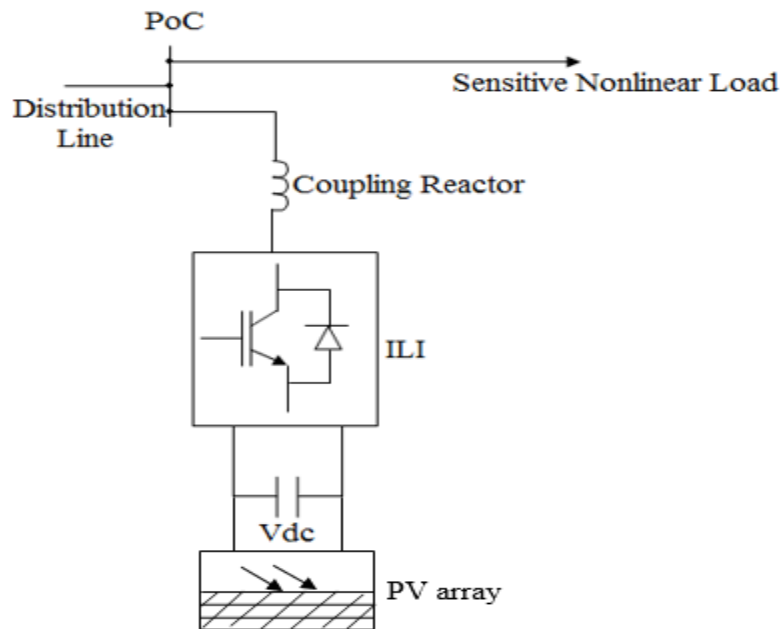 PoC
Sensitive Nonlinear Load
Distribution
Line
Coupling Reactor
ILI
Vdc
PV array